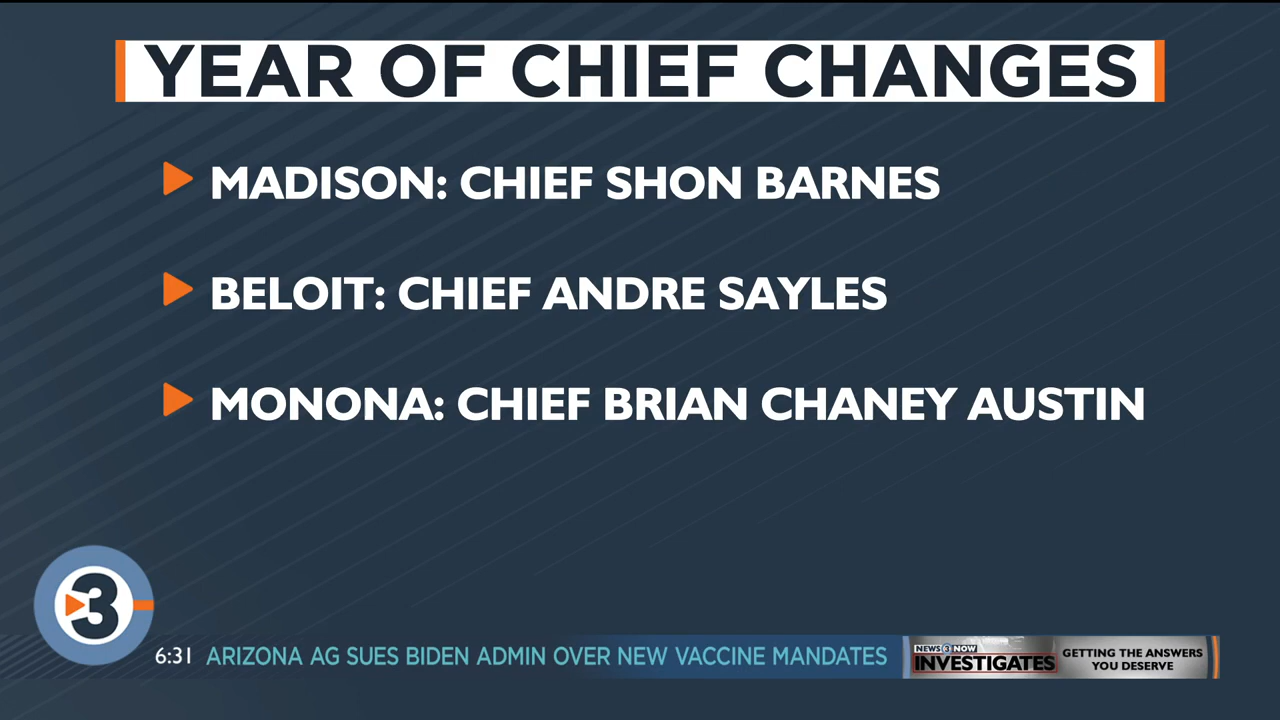 YEAR OF CHIEF CHANGES
MADISON: CHIEF SHON BARNES
BELOIT: CHIEF ANDRE SAYLES
MONONA: CHIEF BRIAN CHANEY AUSTIN
3
6:31 ARIZONA AG SUES BIDEN ADMIN OVER NEW VACCINE MANDATES
NEWS 3 NOW
INVESTIGATES
GETTING THE ANSWERS
YOU DESERVE